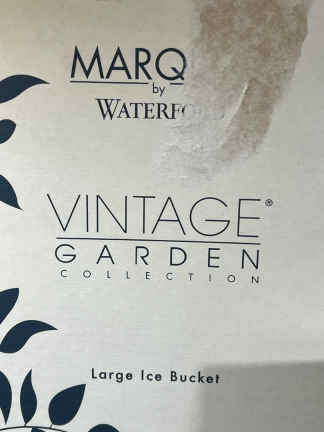 MARQ
by
WATERF
VINTAGE®
GARDEN
COLLECTION
Large Ice Bucket